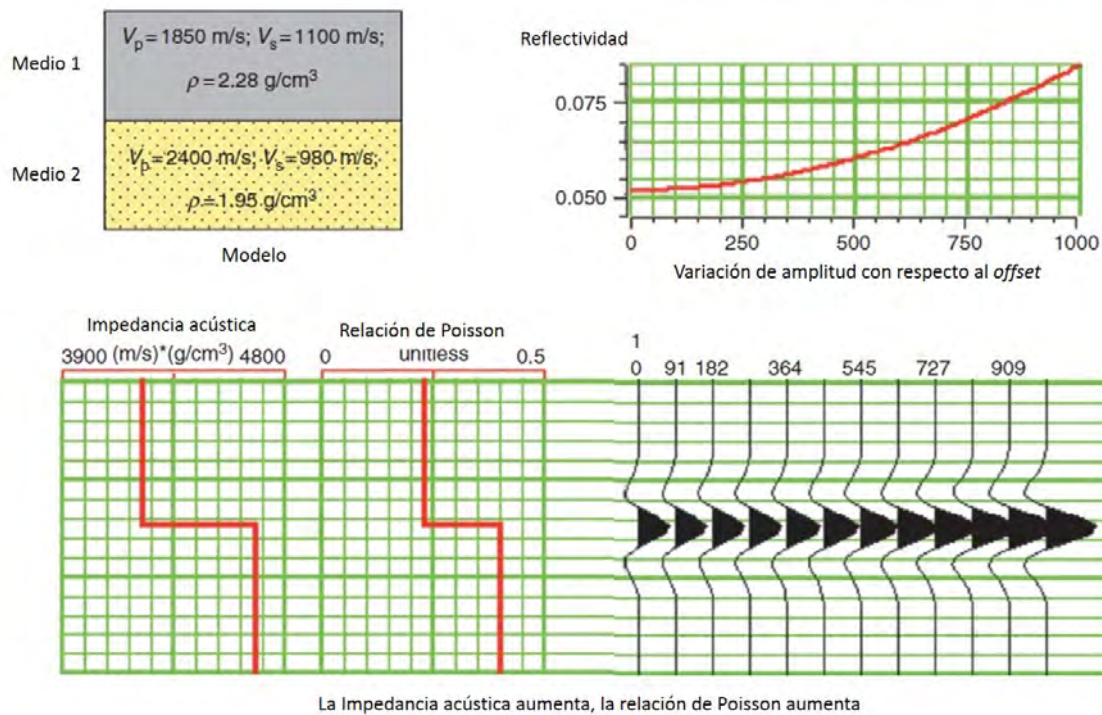 Medio 1
Vp = 1850 m/s; Vs = 1100 m/s;
ρ = 2.28 g/cm³
Medio 2
Vp = 2400 m/s; Vs = 980 m/s;
ρ = 1.95 g/cm³
Modelo
Reflectividad
0.075
0.050
0 250 500 750 1000
Variación de amplitud con respecto al offset
Impedancia acústica
3900 (m/s)*(g/cm³) 4800
Relación de Poisson
0 unitless 0.5
1
0 91 182 364 545 727 909
La Impedancia acústica aumenta, la relación de Poisson aumenta